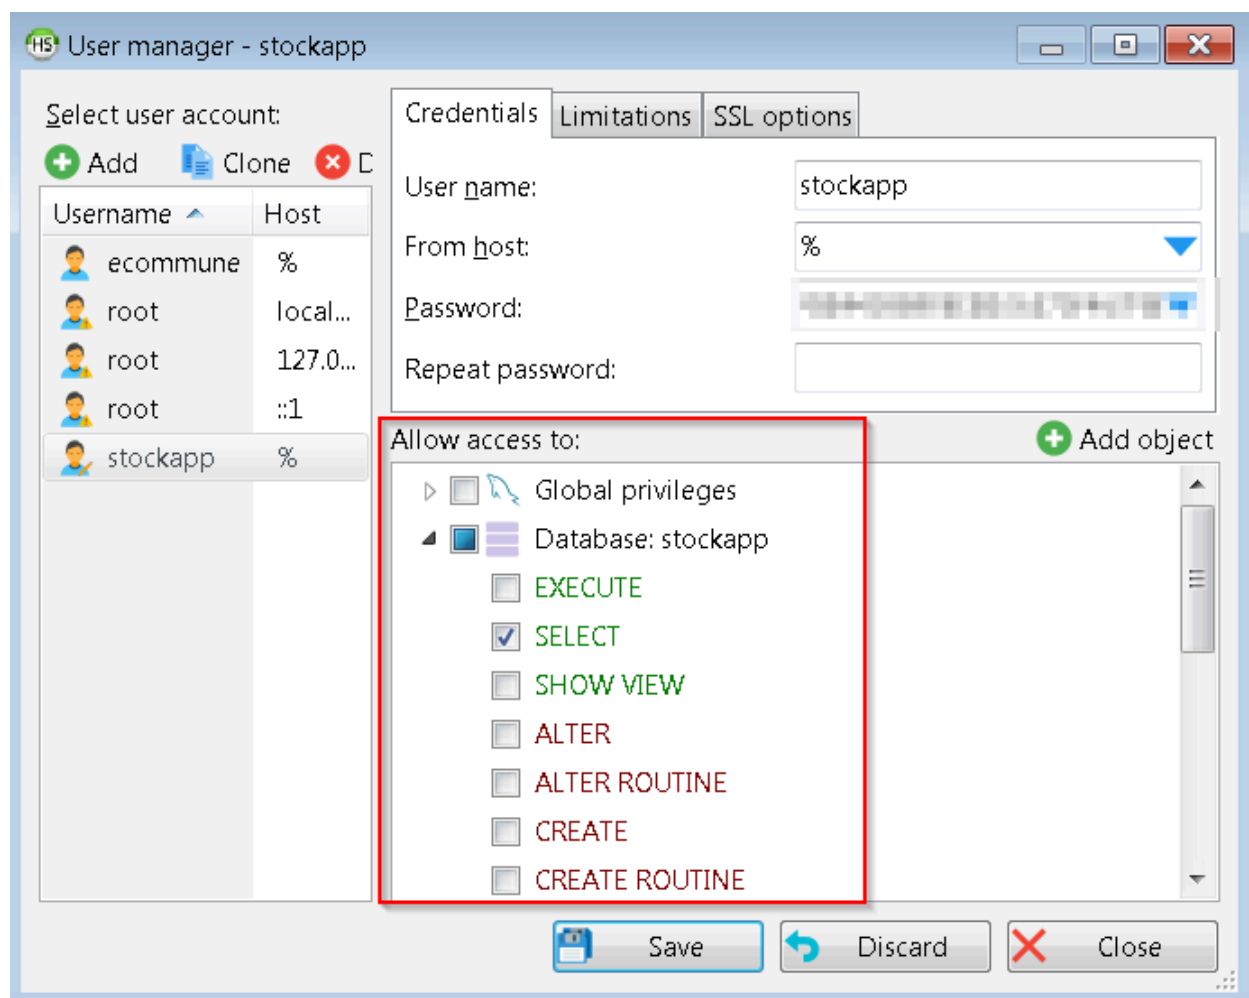 HS User manager - stockapp
Select user account:
Add Clone D
Username Host
ecommune %
root local...
root 127.0...
root ::1
stockapp %
Credentials Limitations SSL options
User name: stockapp
From host: %
Password:
Repeat password:
Allow access to: Add object
Global privileges
Database: stockapp
EXECUTE
SELECT
SHOW VIEW
ALTER
ALTER ROUTINE
CREATE
CREATE ROUTINE
Save Discard Close